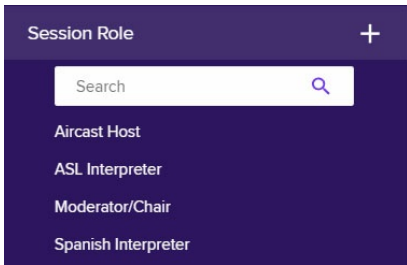 Session Role +
Search
Aircast Host
ASL Interpreter
Moderator/Chair
Spanish Interpreter